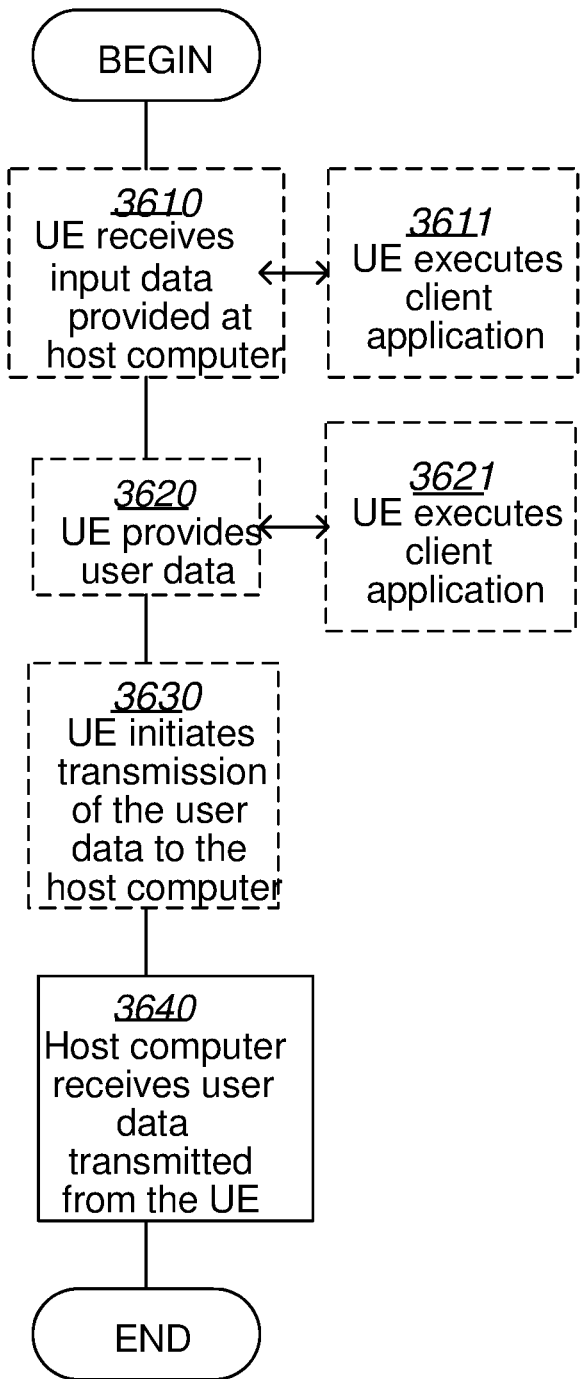 BEGIN
3610
UE receives
input data
provided at
host computer
3611
UE executes
client
application
3620
UE provides
user data
3621
UE executes
client
application
3630
UE initiates
transmission
of the user
data to the
host computer
3640
Host computer
receives user
data
transmitted
from the UE
END